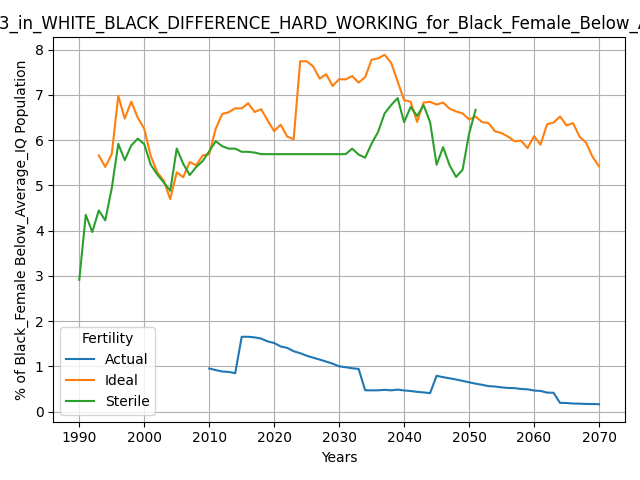 3_in_WHITE_BLACK_DIFFERENCE_HARD_WORKING_for_Black_Female_Below_
% of Black_Female Below_Average_IQ Population
8
7
6
5
4
3
2
1
0
Fertility
Actual
Ideal
Sterile
1990 2000 2010 2020 2030 2040 2050 2060 2070
Years